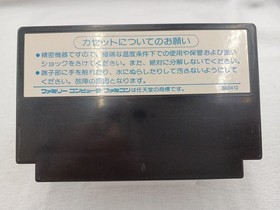 カセットについてのお願い
●精密機器ですので、極端な温度条件下での使用や保管および強い
ショックをさけてください。また、絶対に分解しないでください。
●端子部に手を触れたり、水にぬらしたりして汚さないようにして
ください。故障の原因となります。
ファミリーコンピュータ・ファミコンは任天堂の商標です。